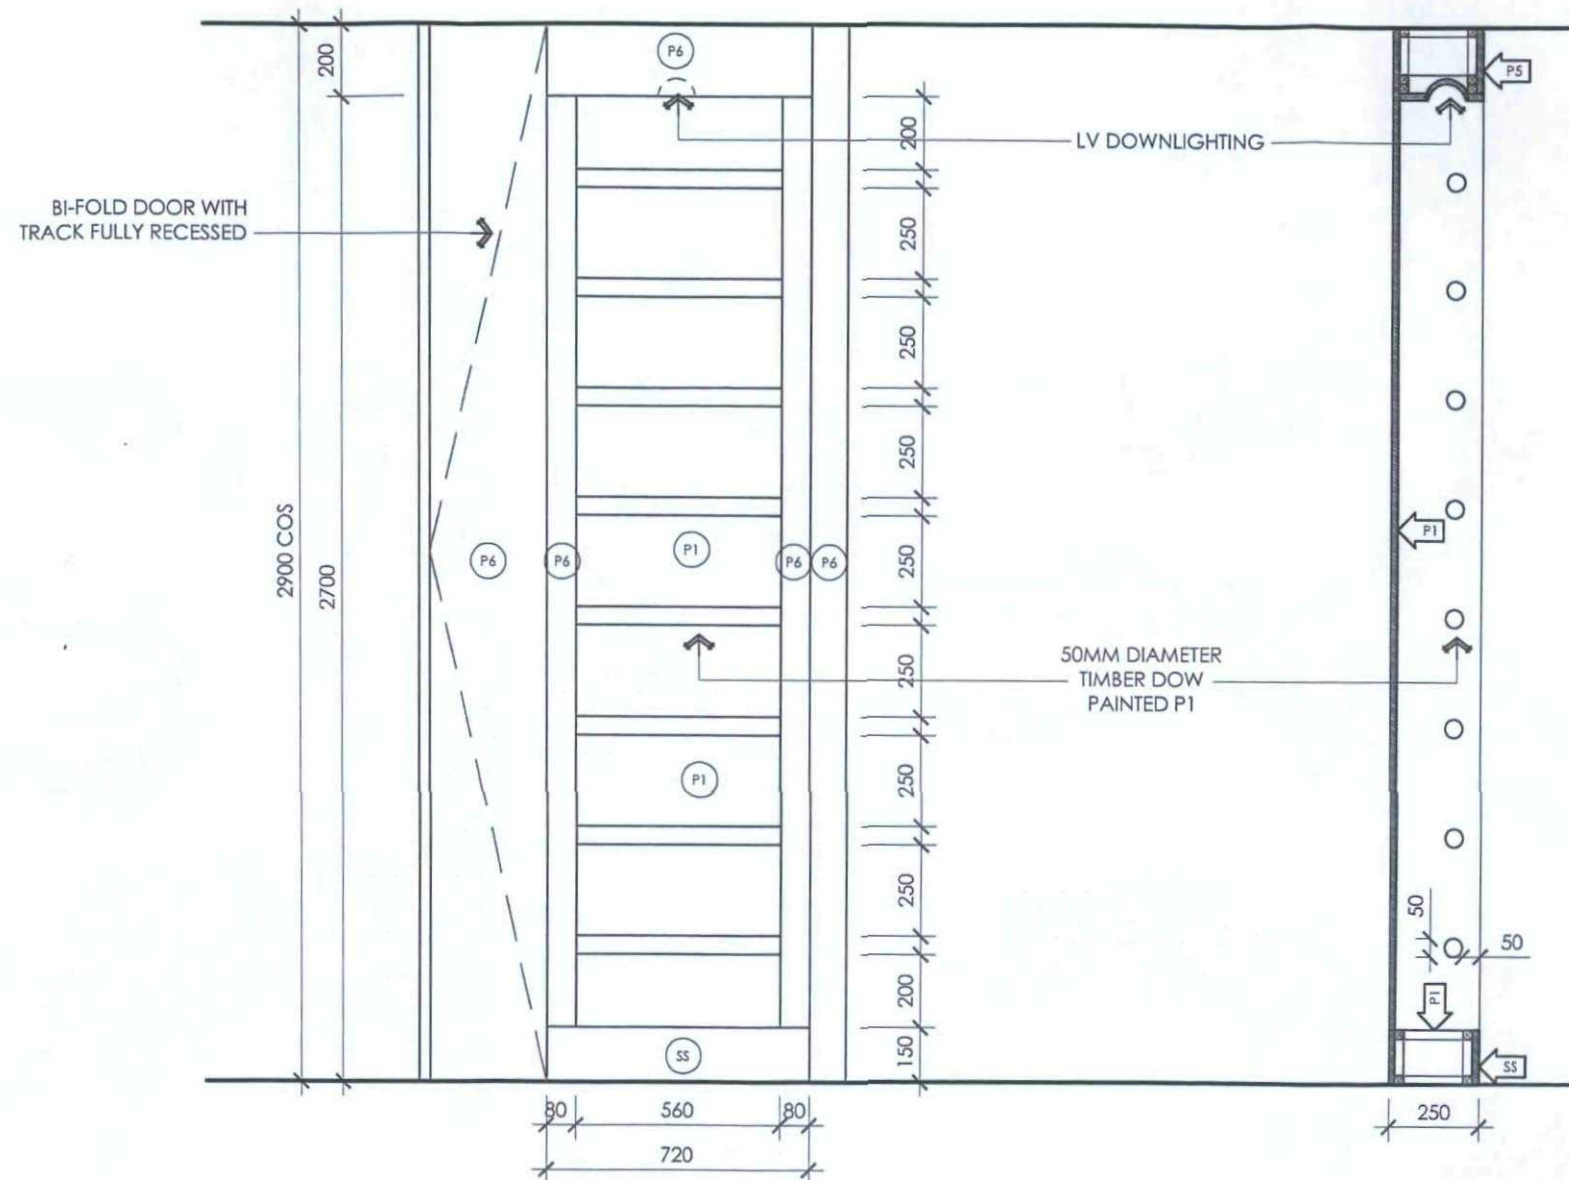 P6
200
P5
200
LV DOWNLIGHTING
BI-FOLD DOOR WITH
TRACK FULLY RECESSED
250
250
250
2900 COS
2700
P6
P6
P1
P6
P6
250
P1
250
50MM DIAMETER
TIMBER DOW
PAINTED P1
P1
250
250
50
50
200
P1
SS
150
SS
80
560
80
250
720